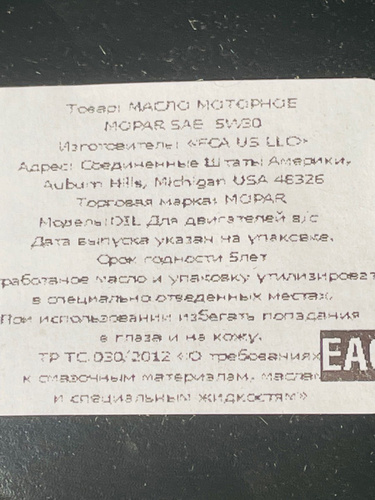 Товар: МАСЛО МОТОРНОЕ
MOPAR SAE 5W30
Изготовитель: «FCA US LLC»
Адрес: Соединенные Штаты Америки,
Auburn Hills, Michigan USA 48326
Торговая марка: MOPAR
Модель: OIL Для двигателей в/с
Дата выпуска указан на упаковке.
Срок годности 5лет
работаное масло и упаковку утилизироват
в специально отведенных местах.
При использовании избегать попадания
в глаза и на кожу.
ТР ТС 030/2012 «О требованиях
к смазочным материалам, маслам
и специальным жидкостям»
EAC